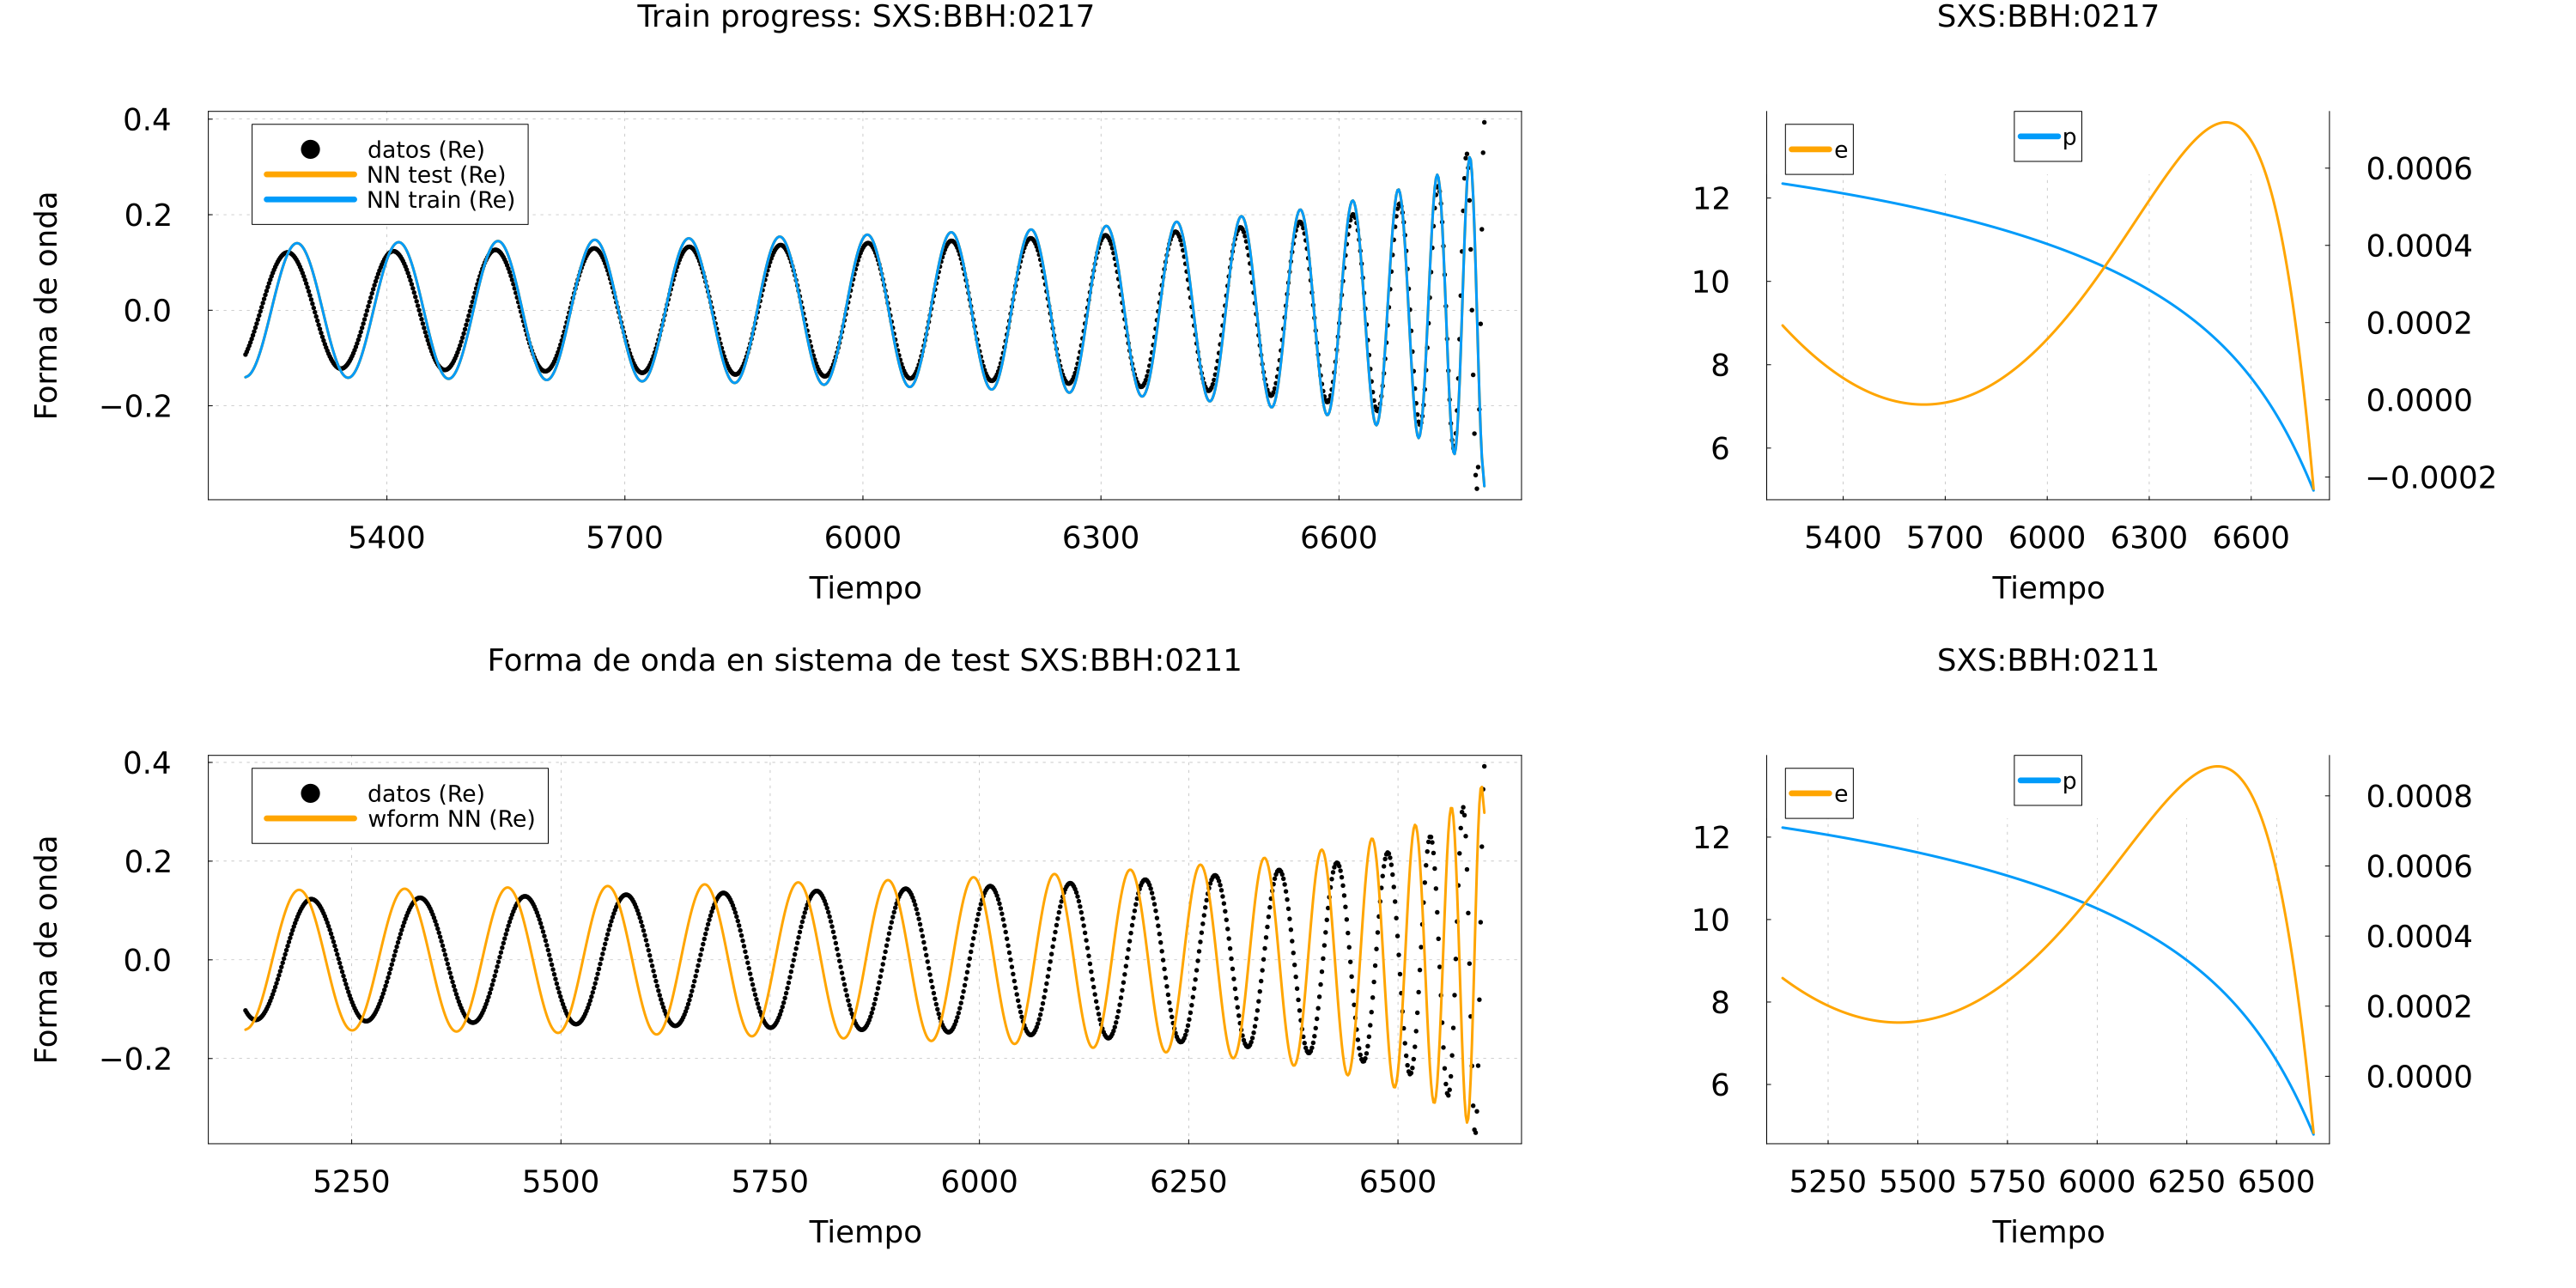 Train progress: SXS:BBH:0217
SXS:BBH:0217
Forma de onda
0.4
0.2
0.0
−0.2
datos (Re)
NN test (Re)
NN train (Re)
5400 5700 6000 6300 6600
Tiempo
e
p
12
10
8
6
0.0006
0.0004
0.0002
0.0000
−0.0002
5400 5700 6000 6300 6600
Tiempo
Forma de onda en sistema de test SXS:BBH:0211
SXS:BBH:0211
Forma de onda
0.4
0.2
0.0
−0.2
datos (Re)
wform NN (Re)
5250 5500 5750 6000 6250 6500
Tiempo
e
p
12
10
8
6
0.0008
0.0006
0.0004
0.0002
0.0000
5250 5500 5750 6000 6250 6500
Tiempo